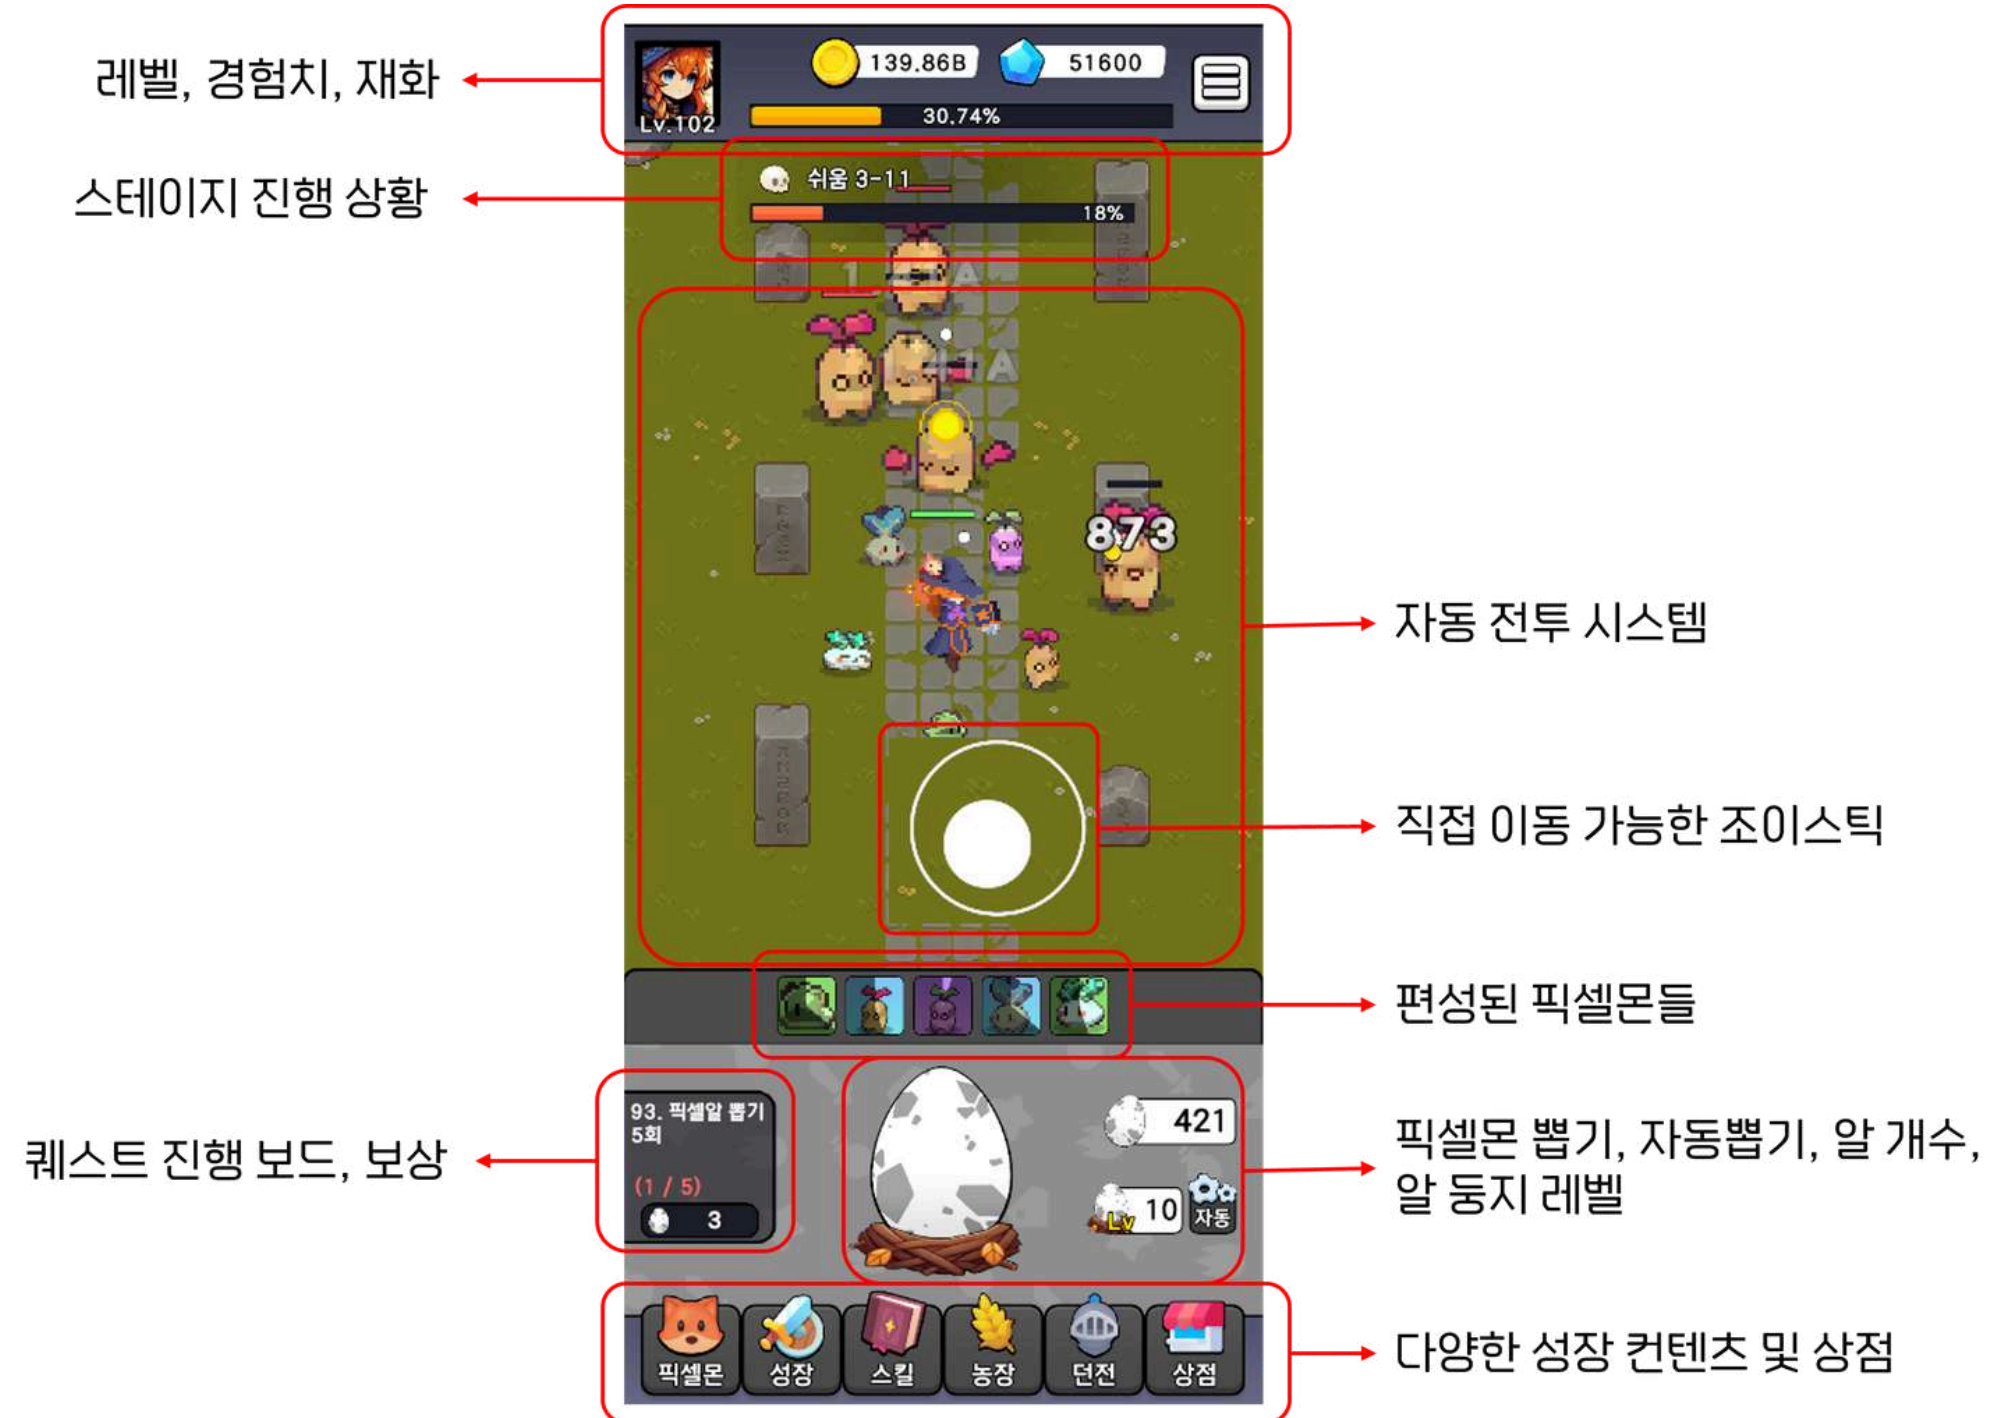 레벨, 경험치, 재화
139.86B
51600
Lv.102
30.74%
스테이지 진행 상황
쉬움 3-11
18%
1
A
41A
873
자동 전투 시스템
직접 이동 가능한 조이스틱
편성된 픽셀몬들
93. 픽셀알 뽑기
5회
(1 / 5)
3
퀘스트 진행 보드, 보상
421
Lv 10
자동
픽셀몬 뽑기, 자동뽑기, 알 개수,
알 둥지 레벨
픽셀몬
성장
스킬
농장
던전
상점
다양한 성장 컨텐츠 및 상점